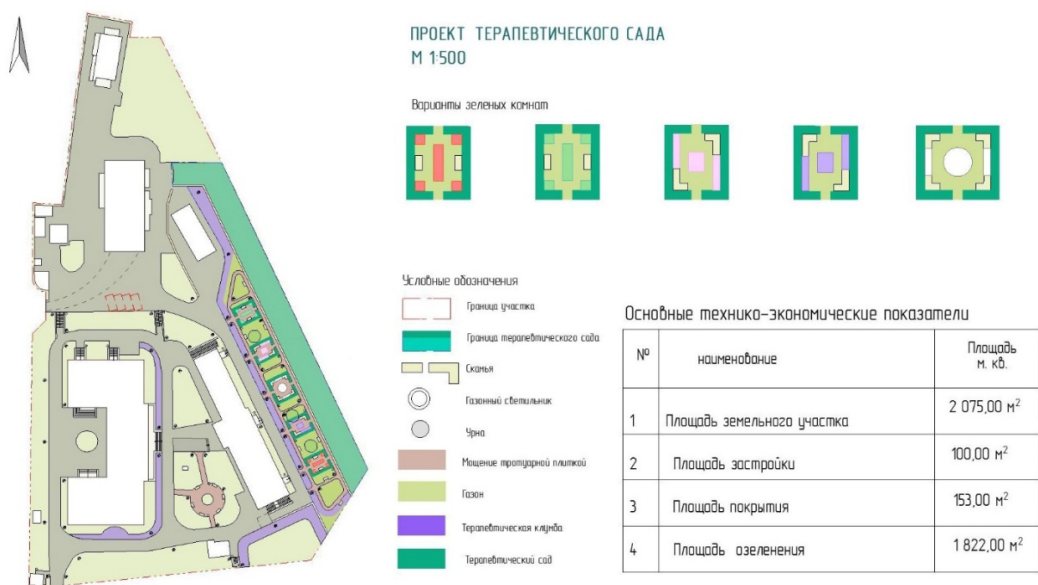 ПРОЕКТ ТЕРАПЕВТИЧЕСКОГО САДА
М 1:500
Варианты зеленых комнат
Условные обозначения
Граница участка
Граница терапевтического сада
Скамья
Газонный светильник
Урна
Мощение тротуарной плиткой
Газон
Терапевтическая клумба
Терапевтический сад
Основные технико-экономические показатели
№ наименование Площадь
м. кв.
1 Площадь земельного участка 2 075,00 м²
2 Площадь застройки 100,00 м²
3 Площадь покрытия 153,00 м²
4 Площадь озеленения 1 822,00 м²